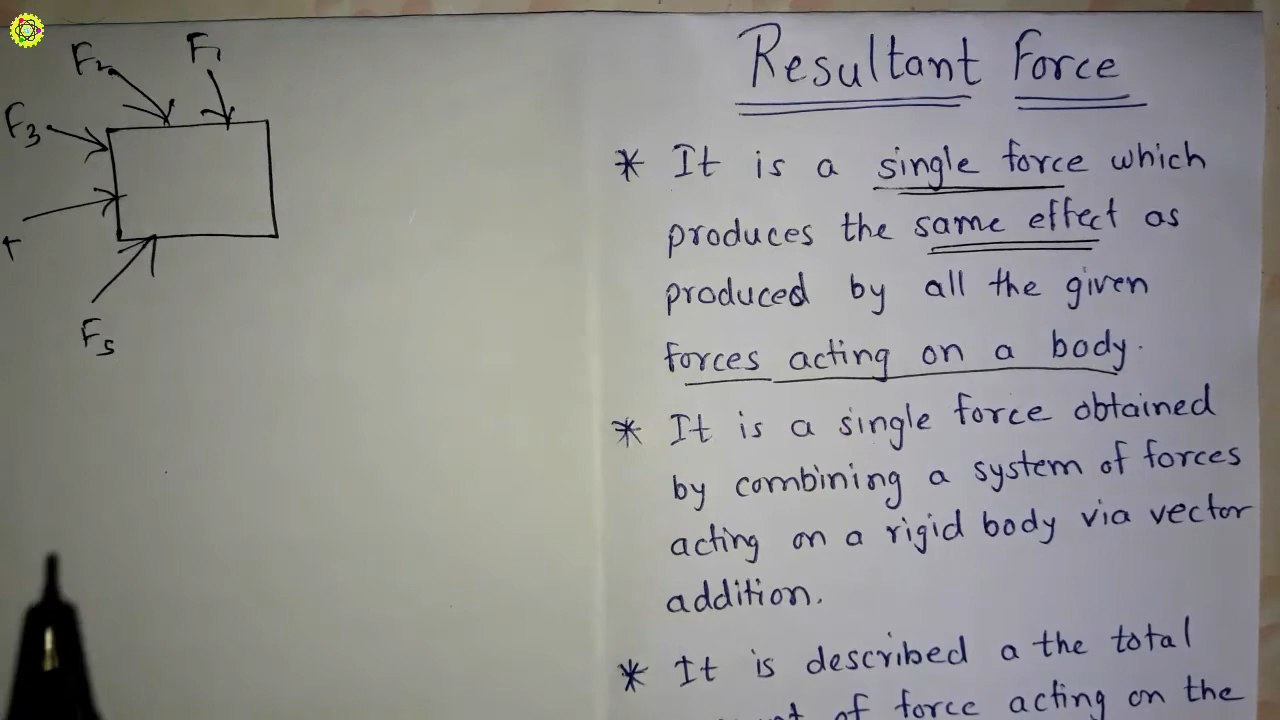 F1
F2
F3
F5
Resultant Force
* It is a single force which
produces the same effect as
produced by all the given
forces acting on a body.
* It is a single force obtained
by combining a system of forces
acting on a rigid body via vector
addition.
* It is described a the total
of force acting on the